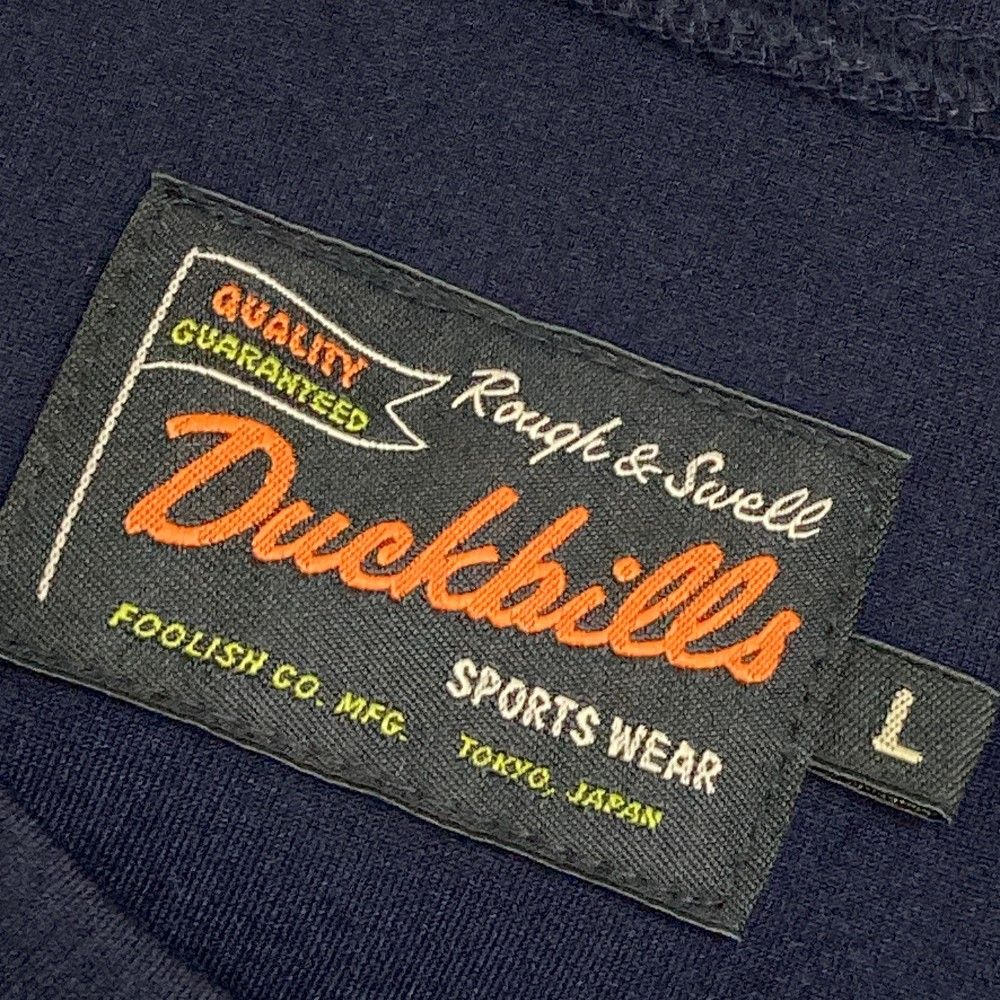 QUALITY
GUARANTEED
Rough & Swell
Duckbills
SPORTS WEAR
FOOLISH CO. MFG.
TOKYO, JAPAN
L